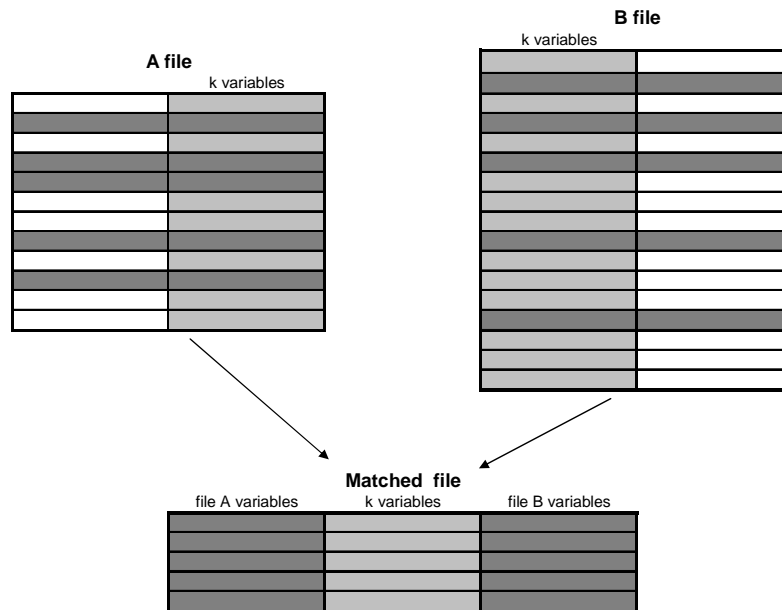 A file
k variables
B file
k variables
Matched file
file A variables
k variables
file B variables